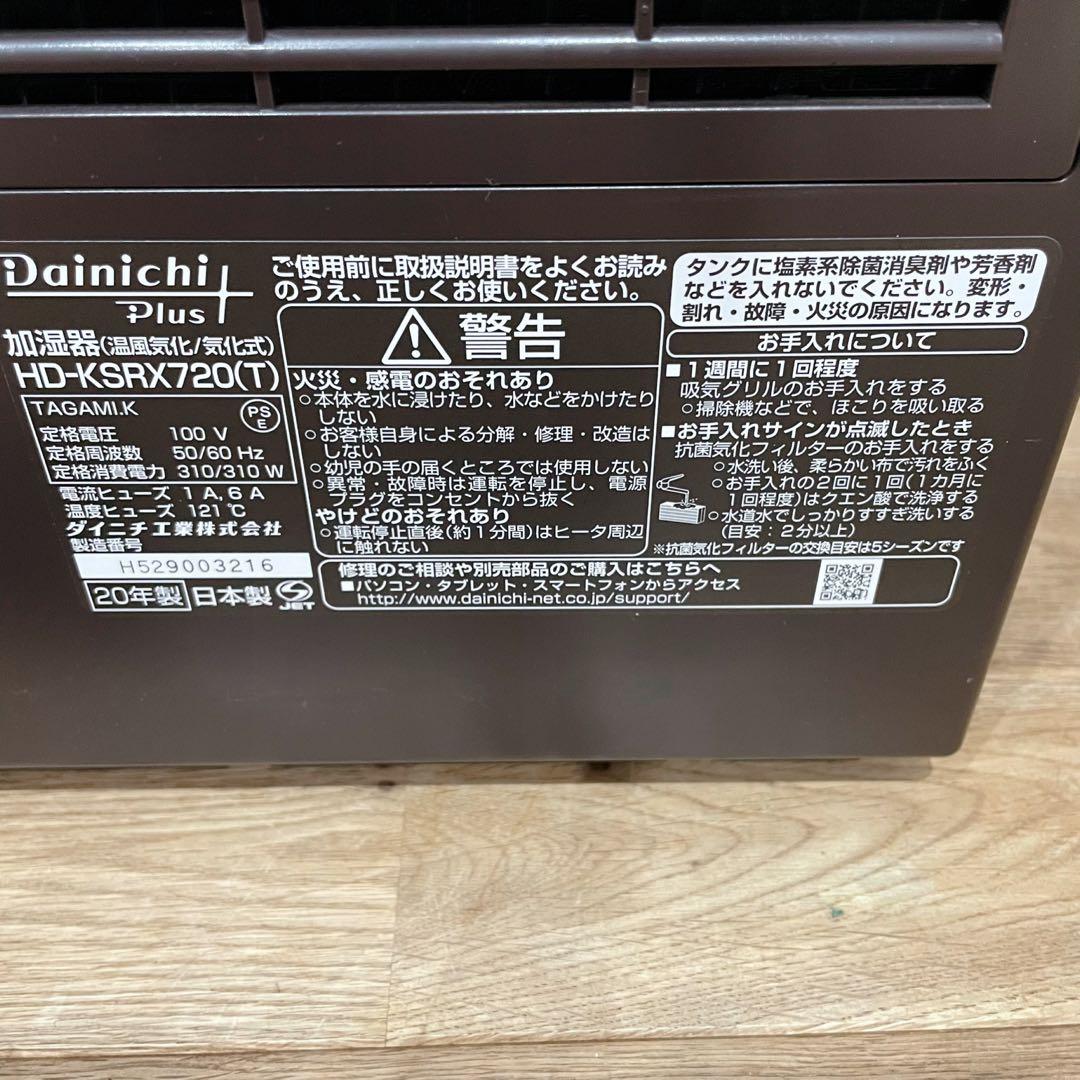 Dainichi
Plus
加湿器(温風気化/気化式)
HD-KSRX720(T)
TAGAMI.K
PS
E
定格電圧 100 V
定格周波数 50/60 Hz
定格消費電力 310/310 W
電流ヒューズ 1 A,6 A
温度ヒューズ 121℃
ダイニチ工業株式会社
製造番号
H529003216
20年製 日本製
JET
ご使用前に取扱説明書をよくお読み
のうえ、正しくお使いください。
警告
火災・感電のおそれあり
○本体を水に浸けたり、水などをかけたり
しない
○お客様自身による分解・修理・改造は
しない
○幼児の手の届くところでは使用しない
○異常・故障時は運転を停止し、電源
プラグをコンセントから抜く
やけどのおそれあり
○運転停止直後(約1分間)はヒータ周辺
に触れない
タンクに塩素系除菌消臭剤や芳香剤
などを入れないでください。変形・
割れ・故障・火災の原因になります。
お手入れについて
■1週間に1回程度
吸気グリルのお手入れをする
○掃除機などで、ほこりを吸い取る
■お手入れサインが点滅したとき
抗菌気化フィルターのお手入れをする
○水洗い後、柔らかい布で汚れをふく
○お手入れの2回に1回(1カ月に
1回程度)はクエン酸で洗浄する
○水道水でしっかりすすぎ洗いする
(目安:2分以上)
※抗菌気化フィルターの交換目安は5シーズンです
修理のご相談や別売部品のご購入はこちらへ
■パソコン・タブレット・スマートフォンからアクセス
http://www.dainichi-net.co.jp/support/